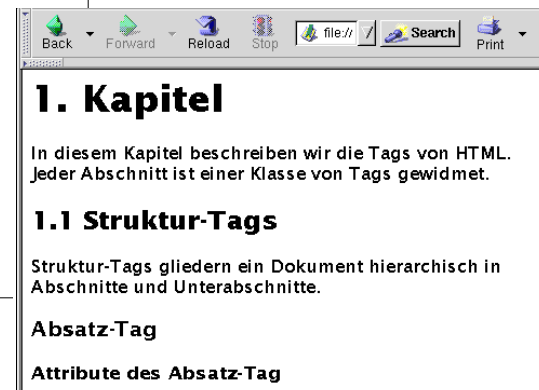 Back Forward Reload Stop file:// Search Print
1. Kapitel
In diesem Kapitel beschreiben wir die Tags von HTML.
Jeder Abschnitt ist einer Klasse von Tags gewidmet.
1.1 Struktur-Tags
Struktur-Tags gliedern ein Dokument hierarchisch in
Abschnitte und Unterabschnitte.
Absatz-Tag
Attribute des Absatz-Tag